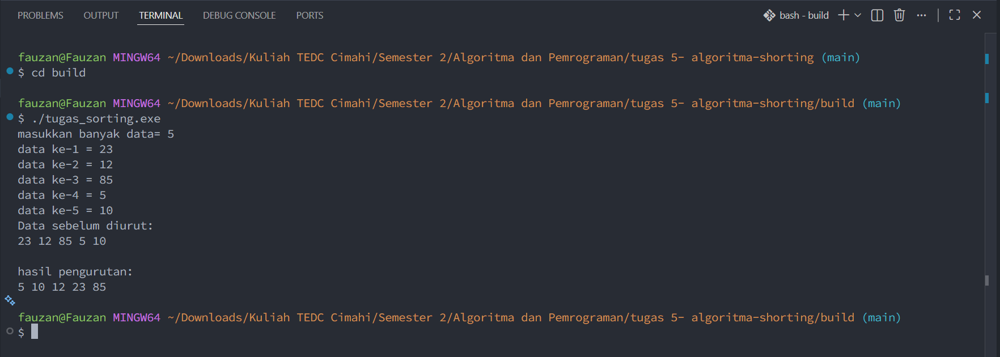 PROBLEMS OUTPUT TERMINAL DEBUG CONSOLE PORTS bash - build
fauzan@Fauzan MINGW64 ~/Downloads/Kuliah TEDC Cimahi/Semester 2/Algoritma dan Pemrograman/tugas 5- algoritma-shorting (main)
$ cd build
fauzan@Fauzan MINGW64 ~/Downloads/Kuliah TEDC Cimahi/Semester 2/Algoritma dan Pemrograman/tugas 5- algoritma-shorting/build (main)
$ ./tugas_sorting.exe
masukkan banyak data= 5
data ke-1 = 23
data ke-2 = 12
data ke-3 = 85
data ke-4 = 5
data ke-5 = 10
Data sebelum diurut:
23 12 85 5 10
hasil pengurutan:
5 10 12 23 85
fauzan@Fauzan MINGW64 ~/Downloads/Kuliah TEDC Cimahi/Semester 2/Algoritma dan Pemrograman/tugas 5- algoritma-shorting/build (main)
$